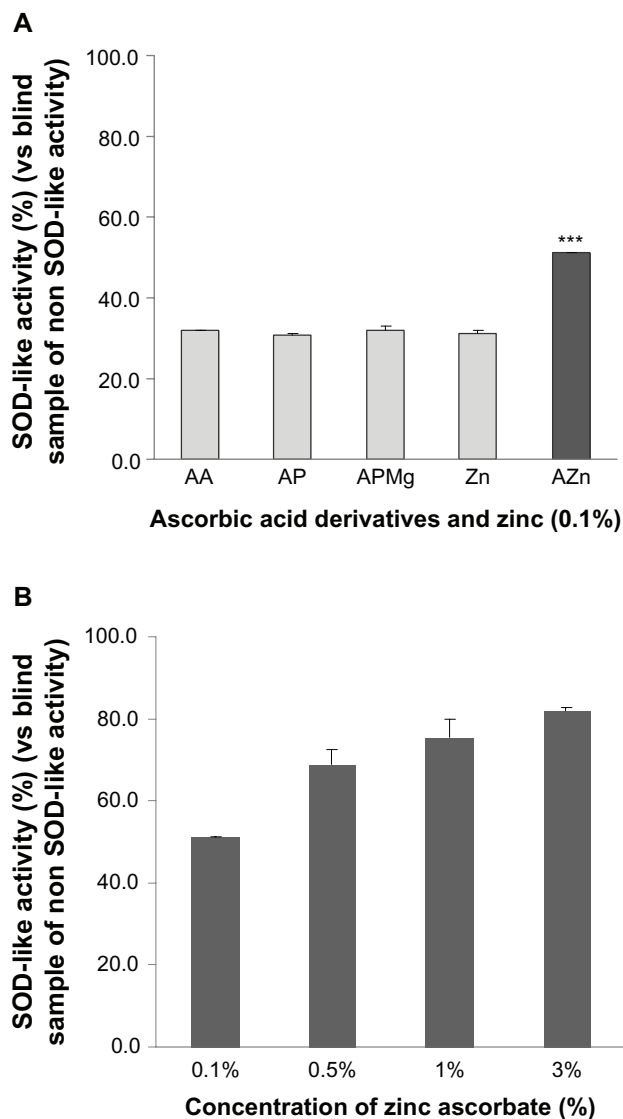 A
SOD-like activity (%) (vs blind
sample of non SOD-like activity)
100.0
80.0
60.0
40.0
20.0
0.0
***
AA AP APMg Zn AZn
Ascorbic acid derivatives and zinc (0.1%)
B
SOD-like activity (%) (vs blind
sample of non SOD-like activity)
100.0
80.0
60.0
40.0
20.0
0.0
0.1% 0.5% 1% 3%
Concentration of zinc ascorbate (%)